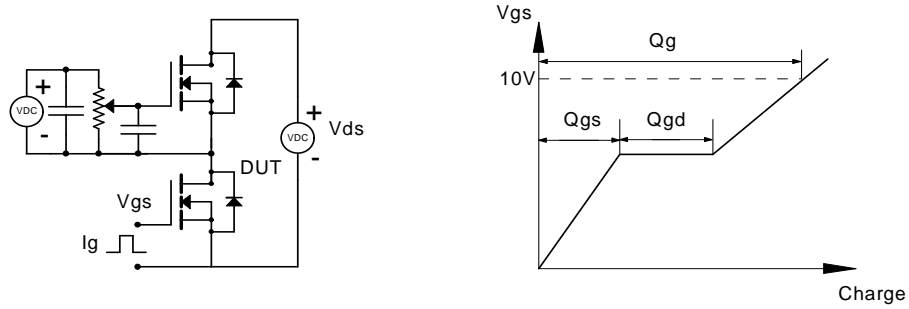 +
VDC
-
+
VDC
-
Vds
DUT
Vgs
Ig
Vgs
Qg
10V
Qgs
Qgd
Charge